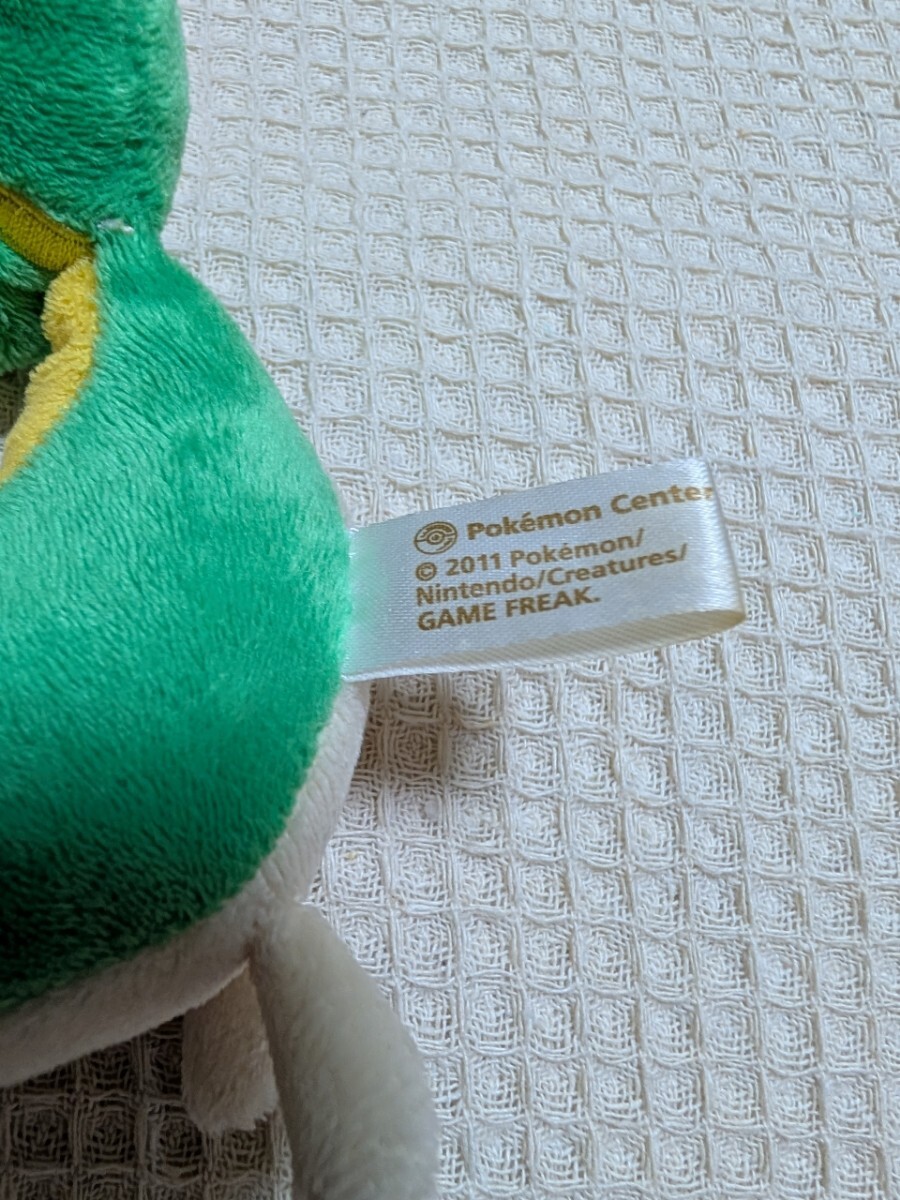 Pokémon Center
© 2011 Pokémon/
Nintendo/Creatures/
GAME FREAK.